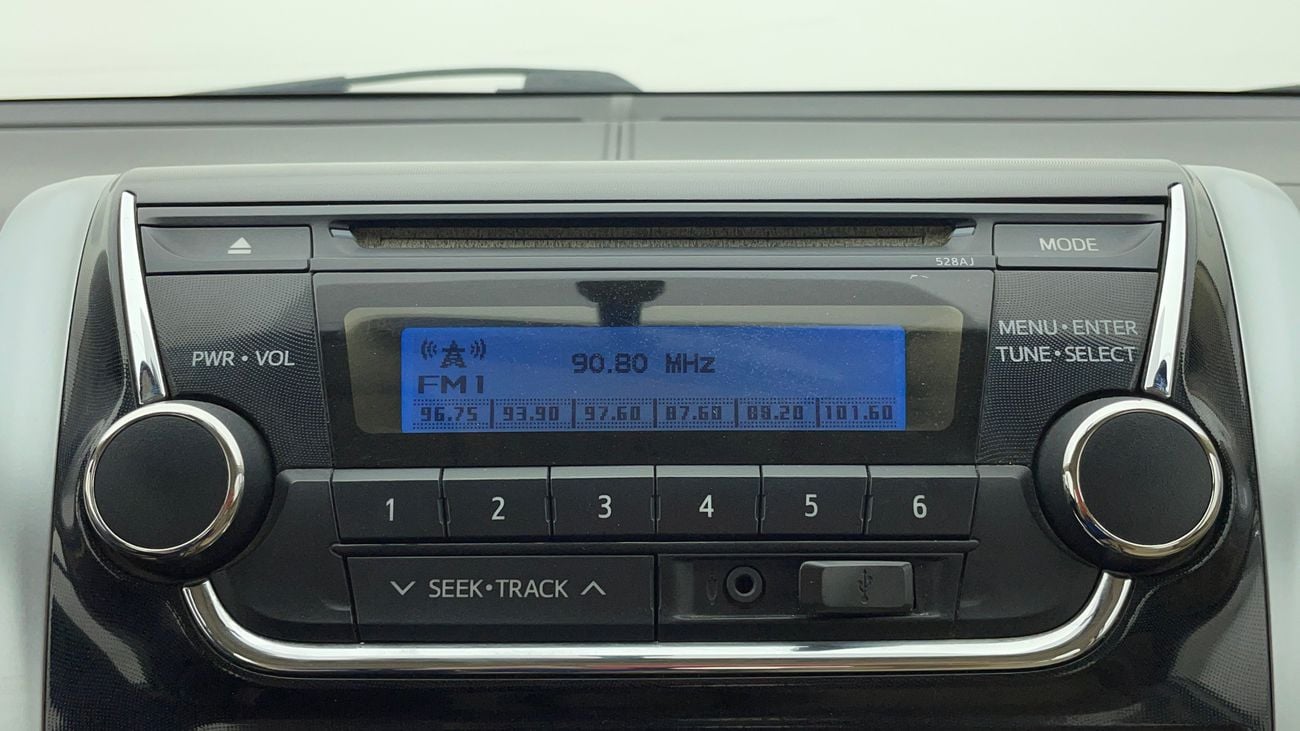 MODE
528AJ
PWR • VOL
MENU • ENTER
TUNE • SELECT
90.80 MHz
FM1
96.75 93.90 97.60 87.60 89.20 101.60
1 2 3 4 5 6
SEEK • TRACK